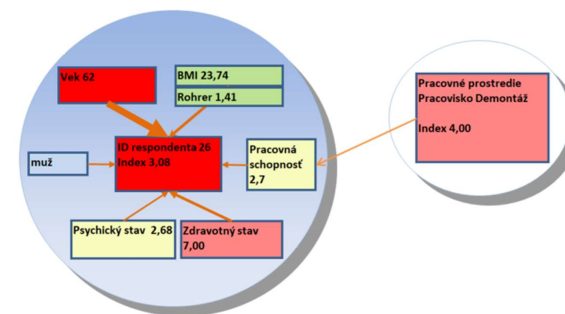 Vek 62
BMI 23,74
Rohrer 1,41
ID respondenta 26
Index 3,08
muž
Pracovná
schopnosť
2,7
Psychický stav 2,68
Zdravotný stav
7,00
Pracovné prostredie
Pracovisko Demontáž
Index 4,00